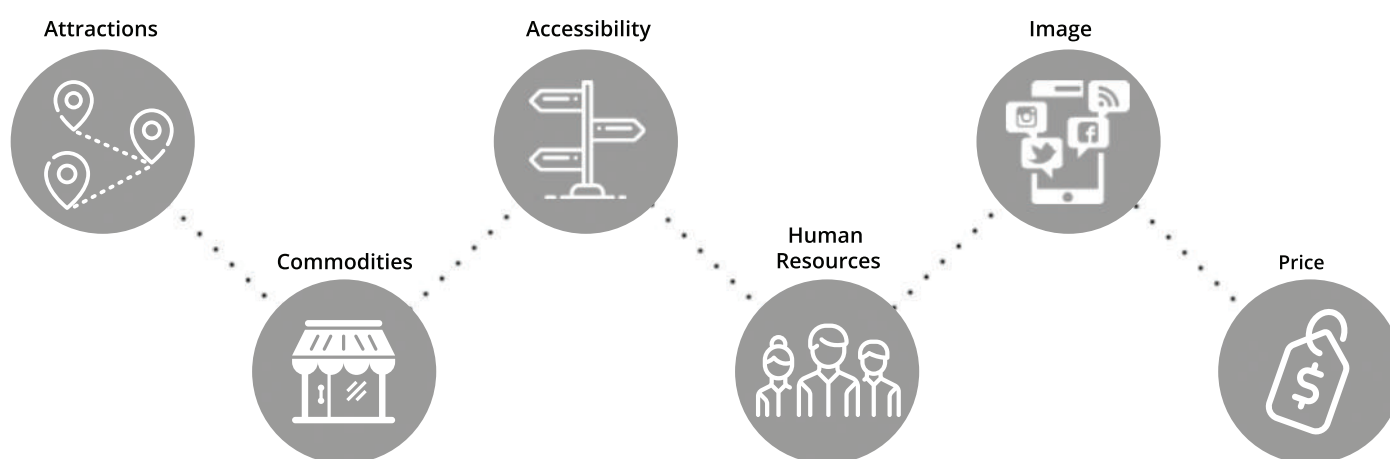 Attractions
Commodities
Accessibility
Human
Resources
Image
Price
$